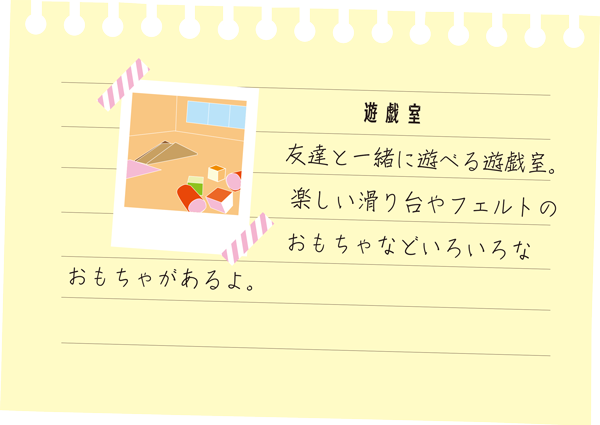 遊戯室
友達と一緒に遊べる遊戯室。
楽しい滑り台やフェルトの
おもちゃなどいろいろな
おもちゃがあるよ。